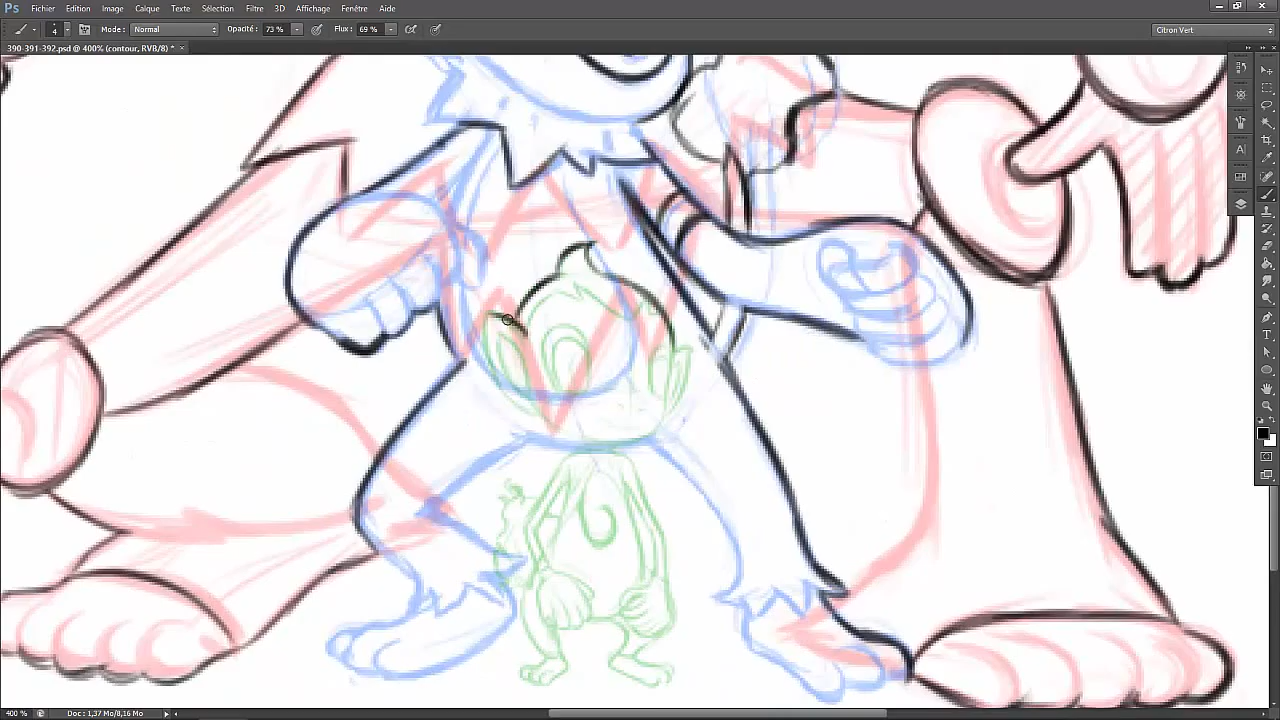 Ps Fichier Edition Image Calque Texte Sélection Filtre 3D Affichage Fenêtre Aide
4 Mode : Normal Opacité : 73 % Flux : 69 % Citron Vert
390-391-392.psd @ 400% (contour, RVB/8) * ×
400 % Doc : 1,37 Mo/8,16 Mo